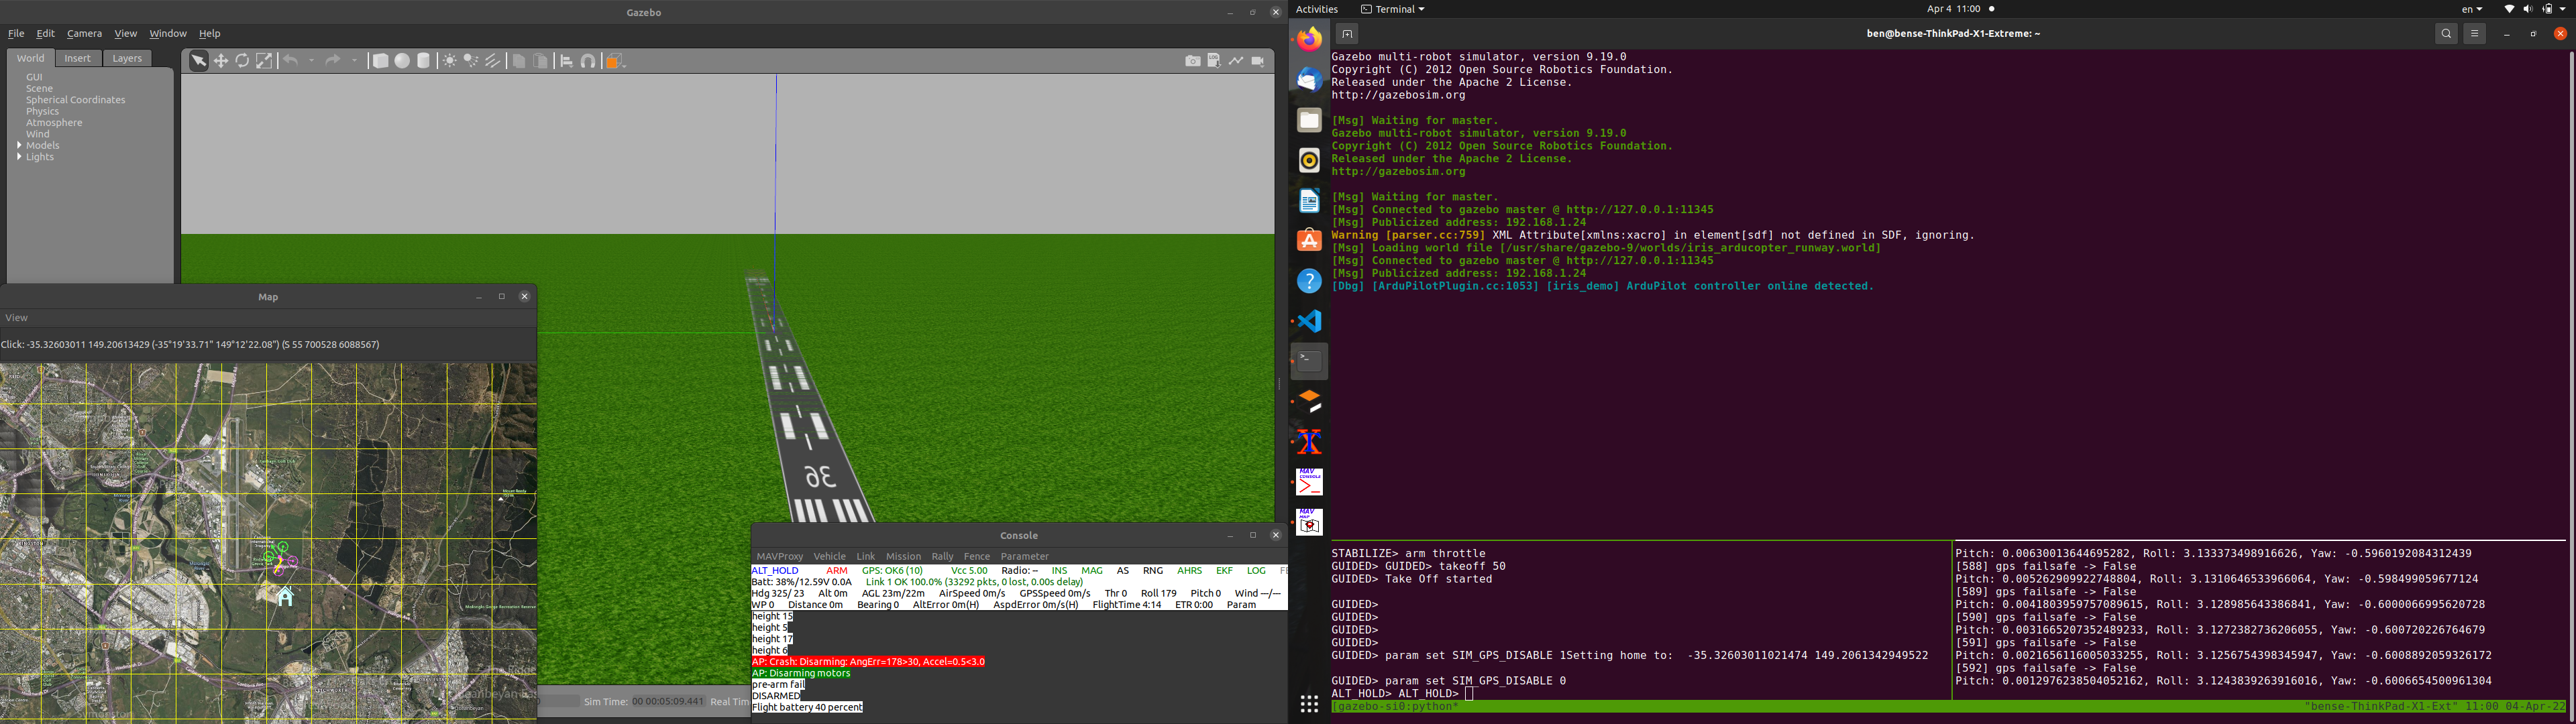 Gazebo
File Edit Camera View Window Help
World Insert Layers
GUI
Scene
Spherical Coordinates
Physics
Atmosphere
Wind
Models
Lights
36
Map
View
Click: -35.32603011 149.20613429 (-35°19'33.71" 149°12'22.08") (S 55 700528 6088567)
Sim Time: 00 00:05:09.441 Real Tim
Console
MAVProxy Vehicle Link Mission Rally Fence Parameter
ALT_HOLD ARM GPS: OK6 (10) Vcc 5.00 Radio: -- INS MAG AS RNG AHRS EKF LOG FE
Batt: 38%/12.59V 0.0A Link 1 OK 100.0% (33292 pkts, 0 lost, 0.00s delay)
Hdg 325/ 23 Alt 0m AGL 23m/22m AirSpeed 0m/s GPSSpeed 0m/s Thr 0 Roll 179 Pitch 0 Wind ---/---
WP 0 Distance 0m Bearing 0 AltError 0m(H) AspdError 0m/s(H) FlightTime 4:14 ETR 0:00 Param
height 15
height 5
height 17
height 6
AP: Crash: Disarming: AngErr=178>30, Accel=0.5<3.0
AP: Disarming motors
pre-arm fail
DISARMED
Flight battery 40 percent
Activities Terminal Apr 4 11:00 en
ben@bense-ThinkPad-X1-Extreme: ~
Gazebo multi-robot simulator, version 9.19.0
Copyright (C) 2012 Open Source Robotics Foundation.
Released under the Apache 2 License.
http://gazebosim.org
[Msg] Waiting for master.
Gazebo multi-robot simulator, version 9.19.0
Copyright (C) 2012 Open Source Robotics Foundation.
Released under the Apache 2 License.
http://gazebosim.org
[Msg] Waiting for master.
[Msg] Connected to gazebo master @ http://127.0.0.1:11345
[Msg] Publicized address: 192.168.1.24
Warning [parser.cc:759] XML Attribute[xmlns:xacro] in element[sdf] not defined in SDF, ignoring.
[Msg] Loading world file [/usr/share/gazebo-9/worlds/iris_arducopter_runway.world]
[Msg] Connected to gazebo master @ http://127.0.0.1:11345
[Msg] Publicized address: 192.168.1.24
[Dbg] [ArduPilotPlugin.cc:1053] [iris_demo] ArduPilot controller online detected.
MAV
CONSOLE
MAV
MAP
STABILIZE> arm throttle
GUIDED> GUIDED> takeoff 50
GUIDED> Take Off started
GUIDED>
GUIDED>
GUIDED>
GUIDED>
GUIDED> param set SIM_GPS_DISABLE 1Setting home to:  -35.32603011021474 149.2061342949522
GUIDED> param set SIM_GPS_DISABLE 0
ALT_HOLD> ALT_HOLD>
Pitch: 0.00630013644695282, Roll: 3.133373498916626, Yaw: -0.5960192084312439
[588] gps failsafe -> False
Pitch: 0.005262909922748804, Roll: 3.1310646533966064, Yaw: -0.598499059677124
[589] gps failsafe -> False
Pitch: 0.0041803959757089615, Roll: 3.128985643386841, Yaw: -0.6000066995620728
[590] gps failsafe -> False
Pitch: 0.0031665207352489233, Roll: 3.1272382736206055, Yaw: -0.600720226764679
[591] gps failsafe -> False
Pitch: 0.0021656116005033255, Roll: 3.1256754398345947, Yaw: -0.6008892059326172
[592] gps failsafe -> False
Pitch: 0.0012976238504052162, Roll: 3.1243839263916016, Yaw: -0.6006654500961304
[gazebo-si0:python* "bense-ThinkPad-X1-Ext" 11:00 04-Apr-22